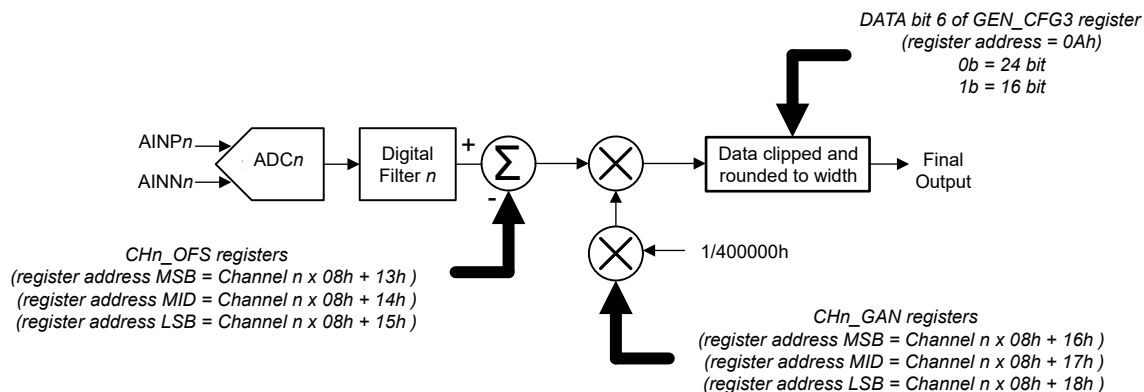 DATA bit 6 of GEN_CFG3 register
(register address = 0Ah)
0b = 24 bit
1b = 16 bit
AINPn
AINNn
ADCn
Digital
Filter n
+
-
Σ
Data clipped and
rounded to width
Final
Output
1/400000h
CHn_OFS registers
(register address MSB = Channel n x 08h + 13h )
(register address MID = Channel n x 08h + 14h )
(register address LSB = Channel n x 08h + 15h )
CHn_GAN registers
(register address MSB = Channel n x 08h + 16h )
(register address MID = Channel n x 08h + 17h )
(register address LSB = Channel n x 08h + 18h )